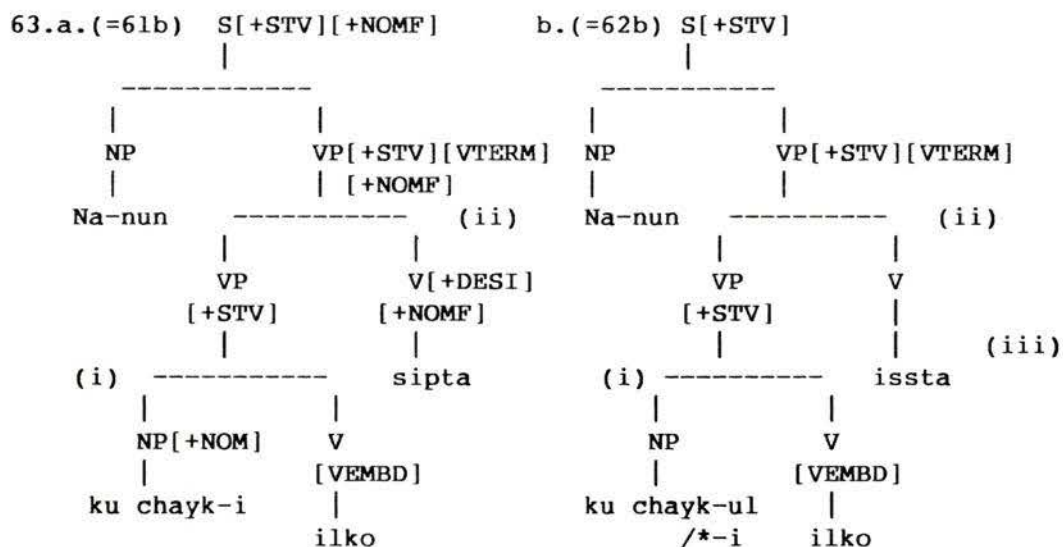 63.a.(=61b) S[+STV][+NOMF] b.(=62b) S[+STV]
NP VP[+STV][VTERM] NP VP[+STV][VTERM]
[+NOMF]
Na-nun (ii) Na-nun (ii)
VP V[+DESI] VP V
[+STV] [+NOMF] [+STV]
(iii)
(i) sipta (i) issta
NP[+NOM] V NP V
[VEMBD] [VEMBD]
ku chayk-i ku chayk-ul
ilko /*-i ilko